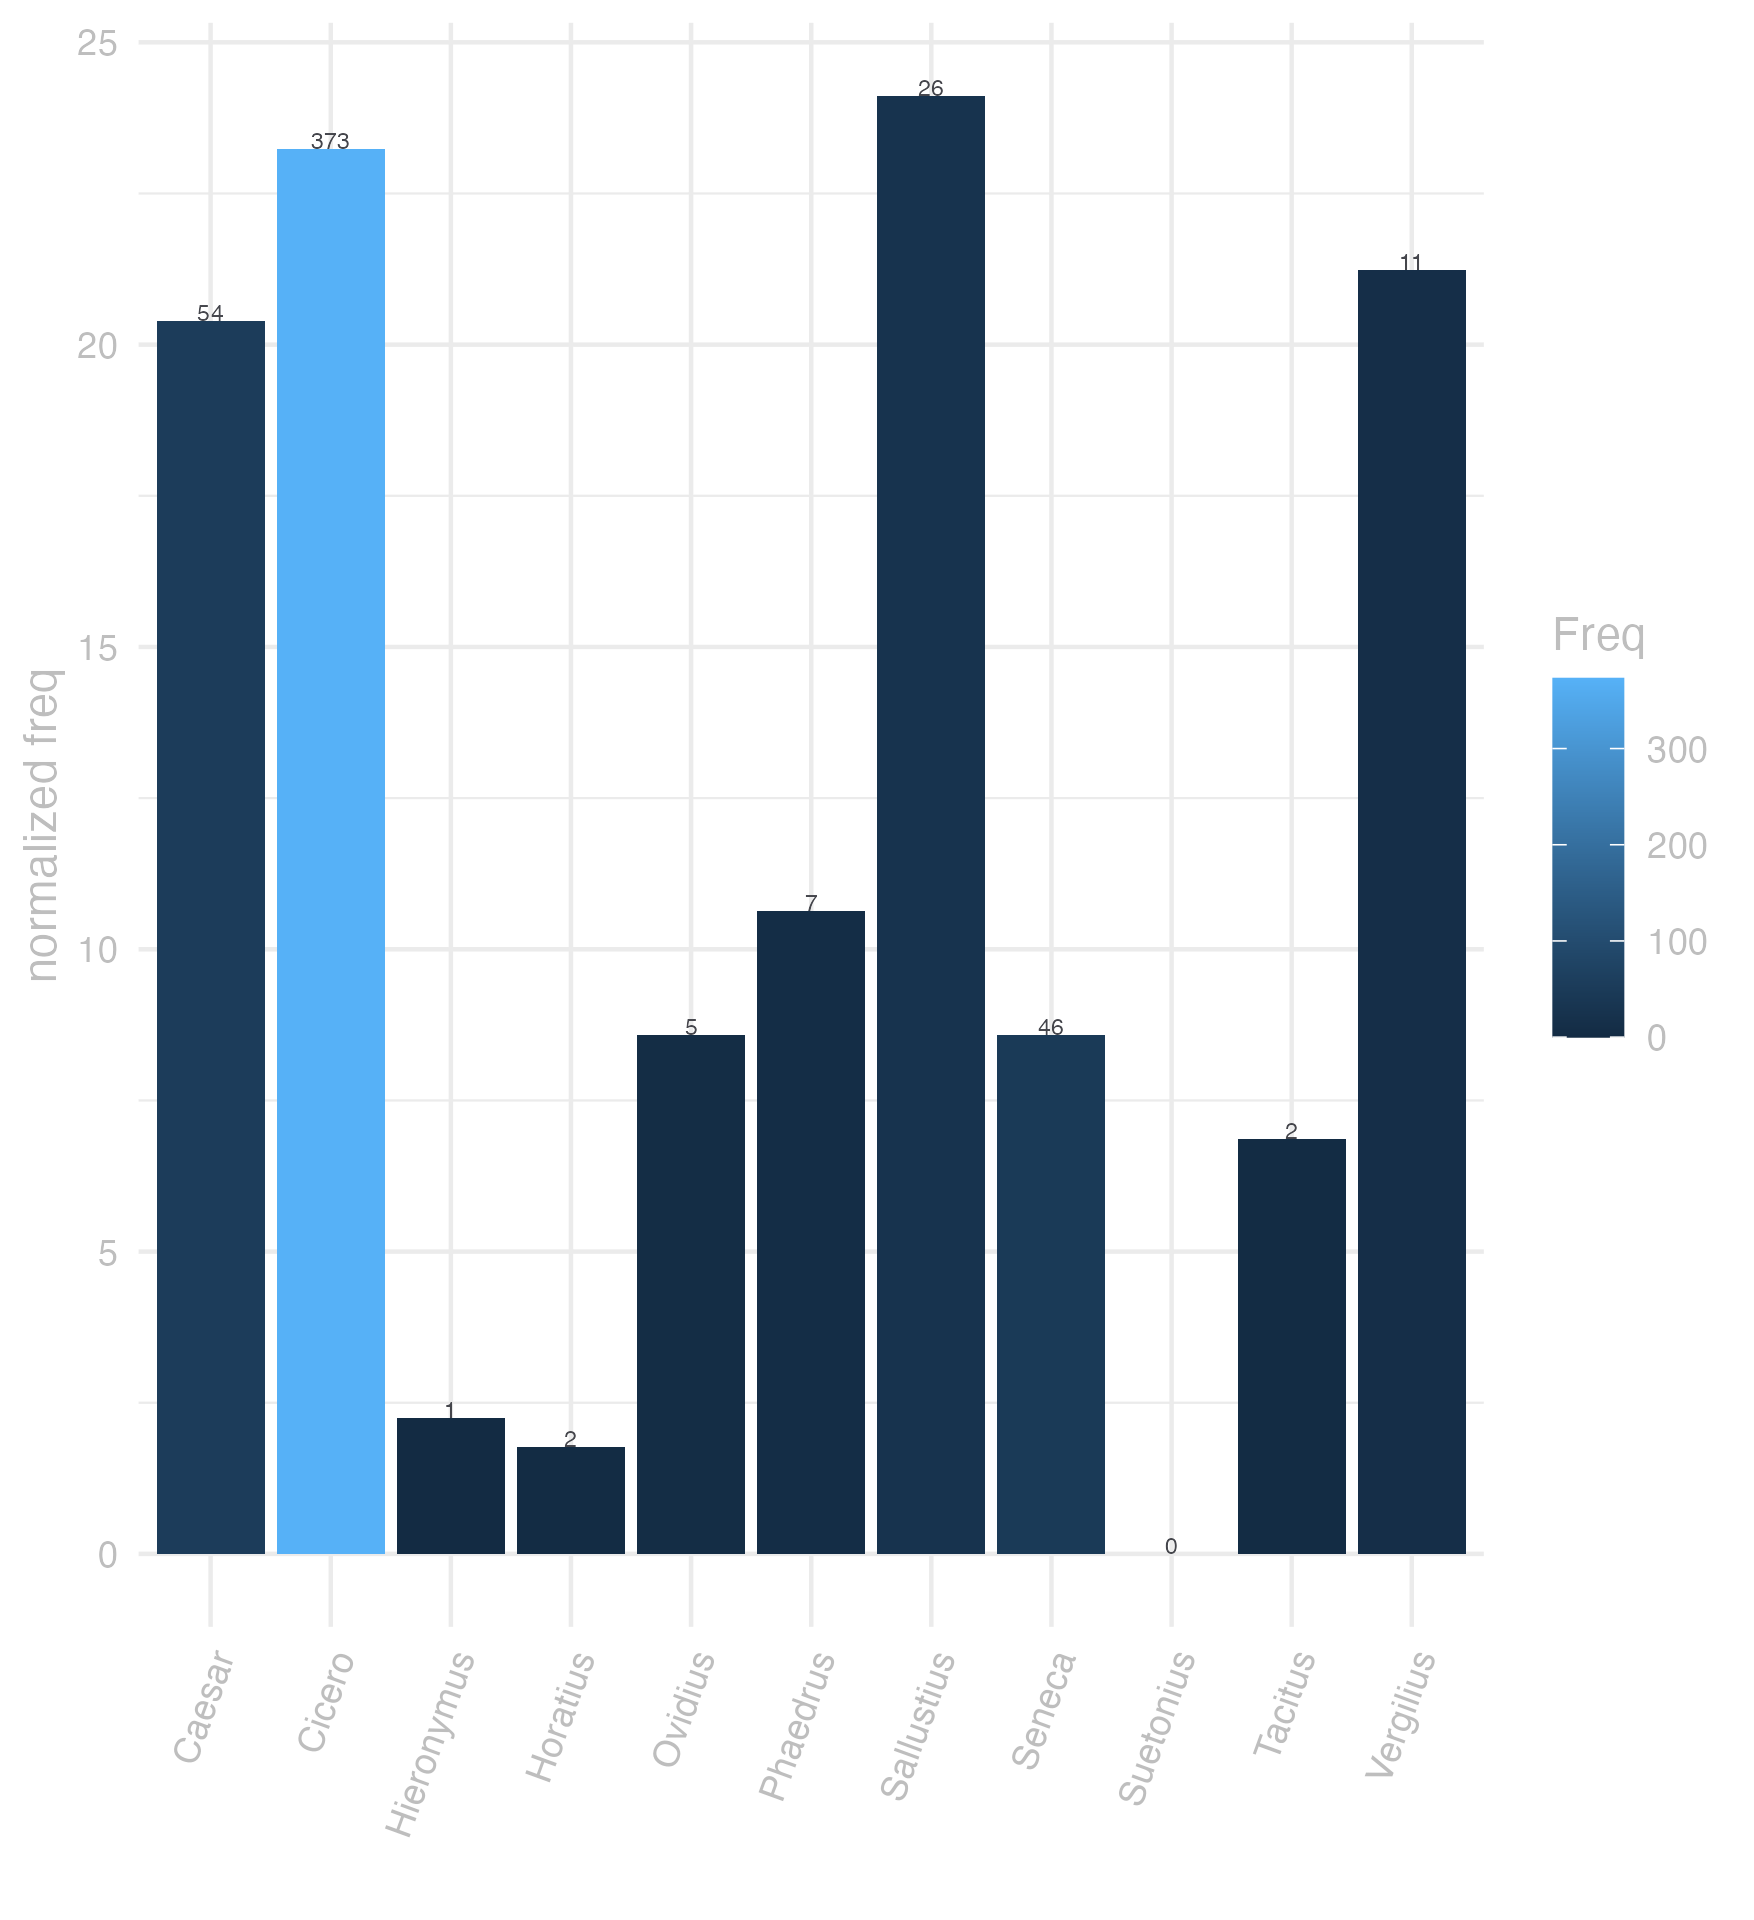 25
20
15
10
5
0
normalized freq
54
373
1
2
5
7
26
46
0
2
11
Caesar
Cicero
Hieronymus
Horatius
Ovidius
Phaedrus
Sallustius
Seneca
Suetonius
Tacitus
Vergilius
Freq
300
200
100
0